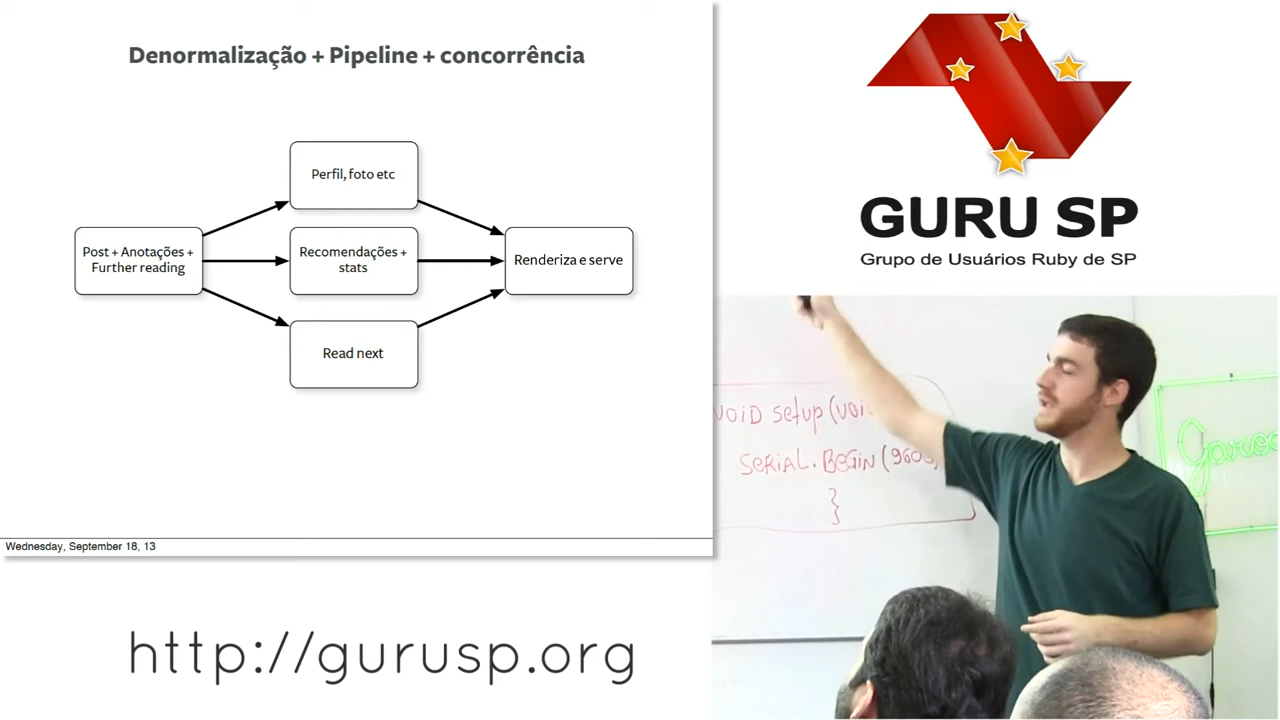 Denormalização + Pipeline + concorrência
Perfil, foto etc
Post + Anotações +
Further reading
Recomendações +
stats
Renderiza e serve
Read next
Wednesday, September 18, 13
http://gurusp.org
GURU SP
Grupo de Usuários Ruby de SP
VOID setup (VOI
SERIAL.BEGIN (9600)
}